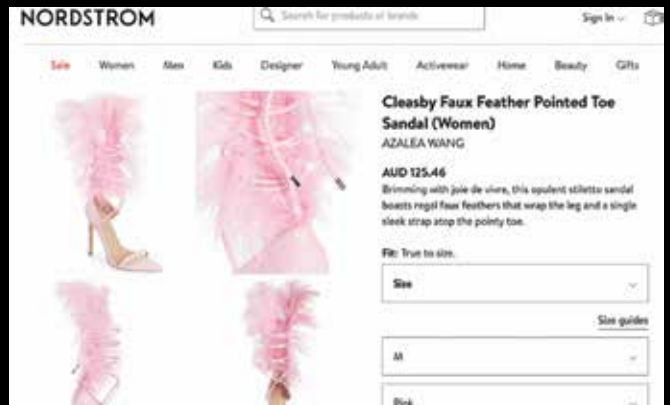 NORDSTROM
Search for products or brands
Sign In
Sale Women Men Kids Designer Young Adult Activewear Home Beauty Gifts
Cleasby Faux Feather Pointed Toe
Sandal (Women)
AZALEA WANG
AUD 125.46
Brimming with joie de vivre, this opulent stiletto sandal
boasts regal faux feathers that wrap the leg and a single
sleek strap atop the pointy toe.
Fit: True to size.
Size
Size guides
M
Pink